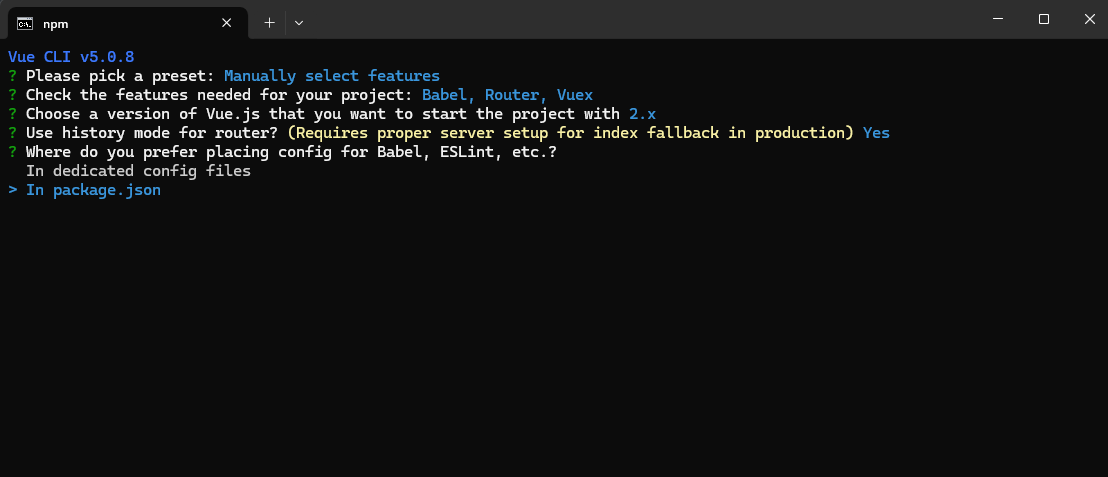 npm
Vue CLI v5.0.8
? Please pick a preset: Manually select features
? Check the features needed for your project: Babel, Router, Vuex
? Choose a version of Vue.js that you want to start the project with 2.x
? Use history mode for router? (Requires proper server setup for index fallback in production) Yes
? Where do you prefer placing config for Babel, ESLint, etc.?
In dedicated config files
> In package.json